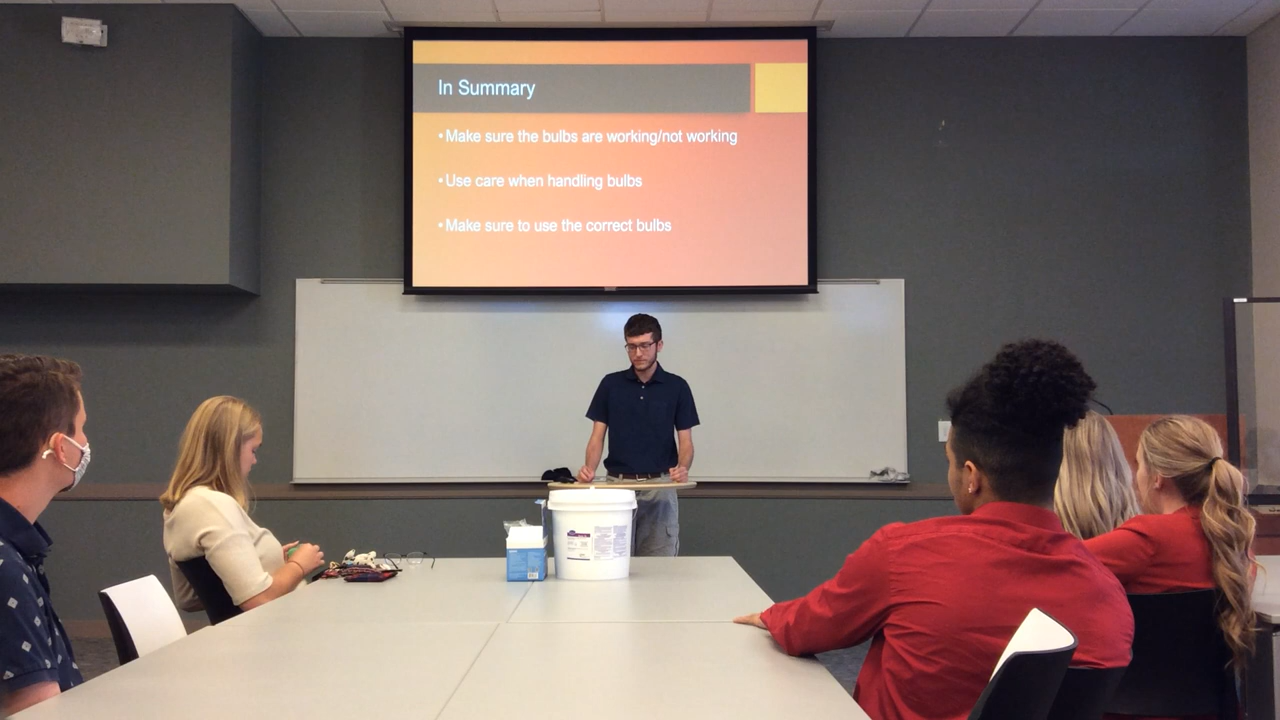 In Summary
•Make sure the bulbs are working/not working
•Use care when handling bulbs
•Make sure to use the correct bulbs